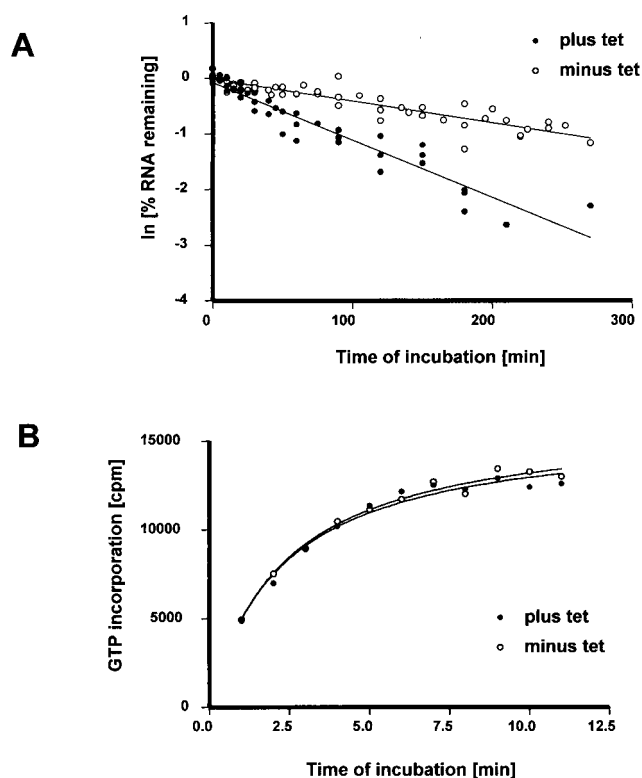 A
plus tet
minus tet
ln [% RNA remaining]
1
0
-1
-2
-3
-4
0
100
200
300
Time of incubation [min]
B
GTP incorporation [cpm]
15000
10000
5000
0
plus tet
minus tet
0.0
2.5
5.0
7.5
10.0
12.5
Time of incubation [min]